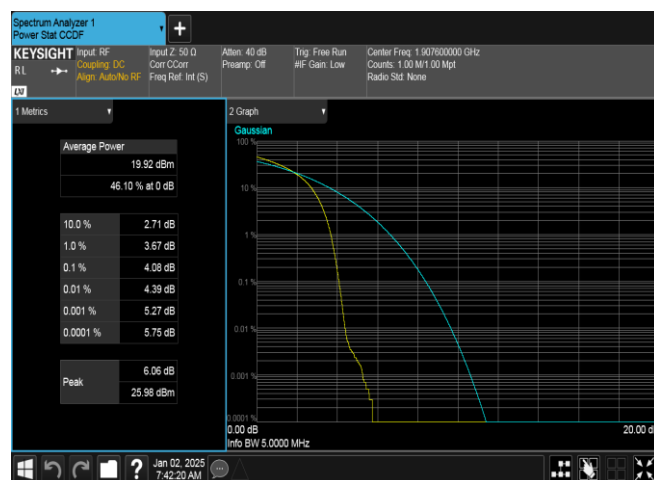 Spectrum Analyzer 1
Power Stat CCDF
+
KEYSIGHT
RL
LXI
Input: RF
Coupling: DC
Align: Auto/No RF
Input Z: 50 Ω
Corr CCorr
Freq Ref: Int (S)
Atten: 40 dB
Preamp: Off
Trig: Free Run
#IF Gain: Low
Center Freq: 1.907600000 GHz
Counts: 1.00 M/1.00 Mpt
Radio Std: None
1 Metrics
Average Power
19.92 dBm
46.10 % at 0 dB
10.0 % 2.71 dB
1.0 % 3.67 dB
0.1 % 4.08 dB
0.01 % 4.39 dB
0.001 % 5.27 dB
0.0001 % 5.75 dB
Peak
6.06 dB
25.98 dBm
2 Graph
Gaussian
100 %
10 %
1 %
0.1 %
0.01 %
0.001 %
0.0001 %
0.00 dB 20.00 d
Info BW 5.0000 MHz
?
Jan 02, 2025
7:42:20 AM